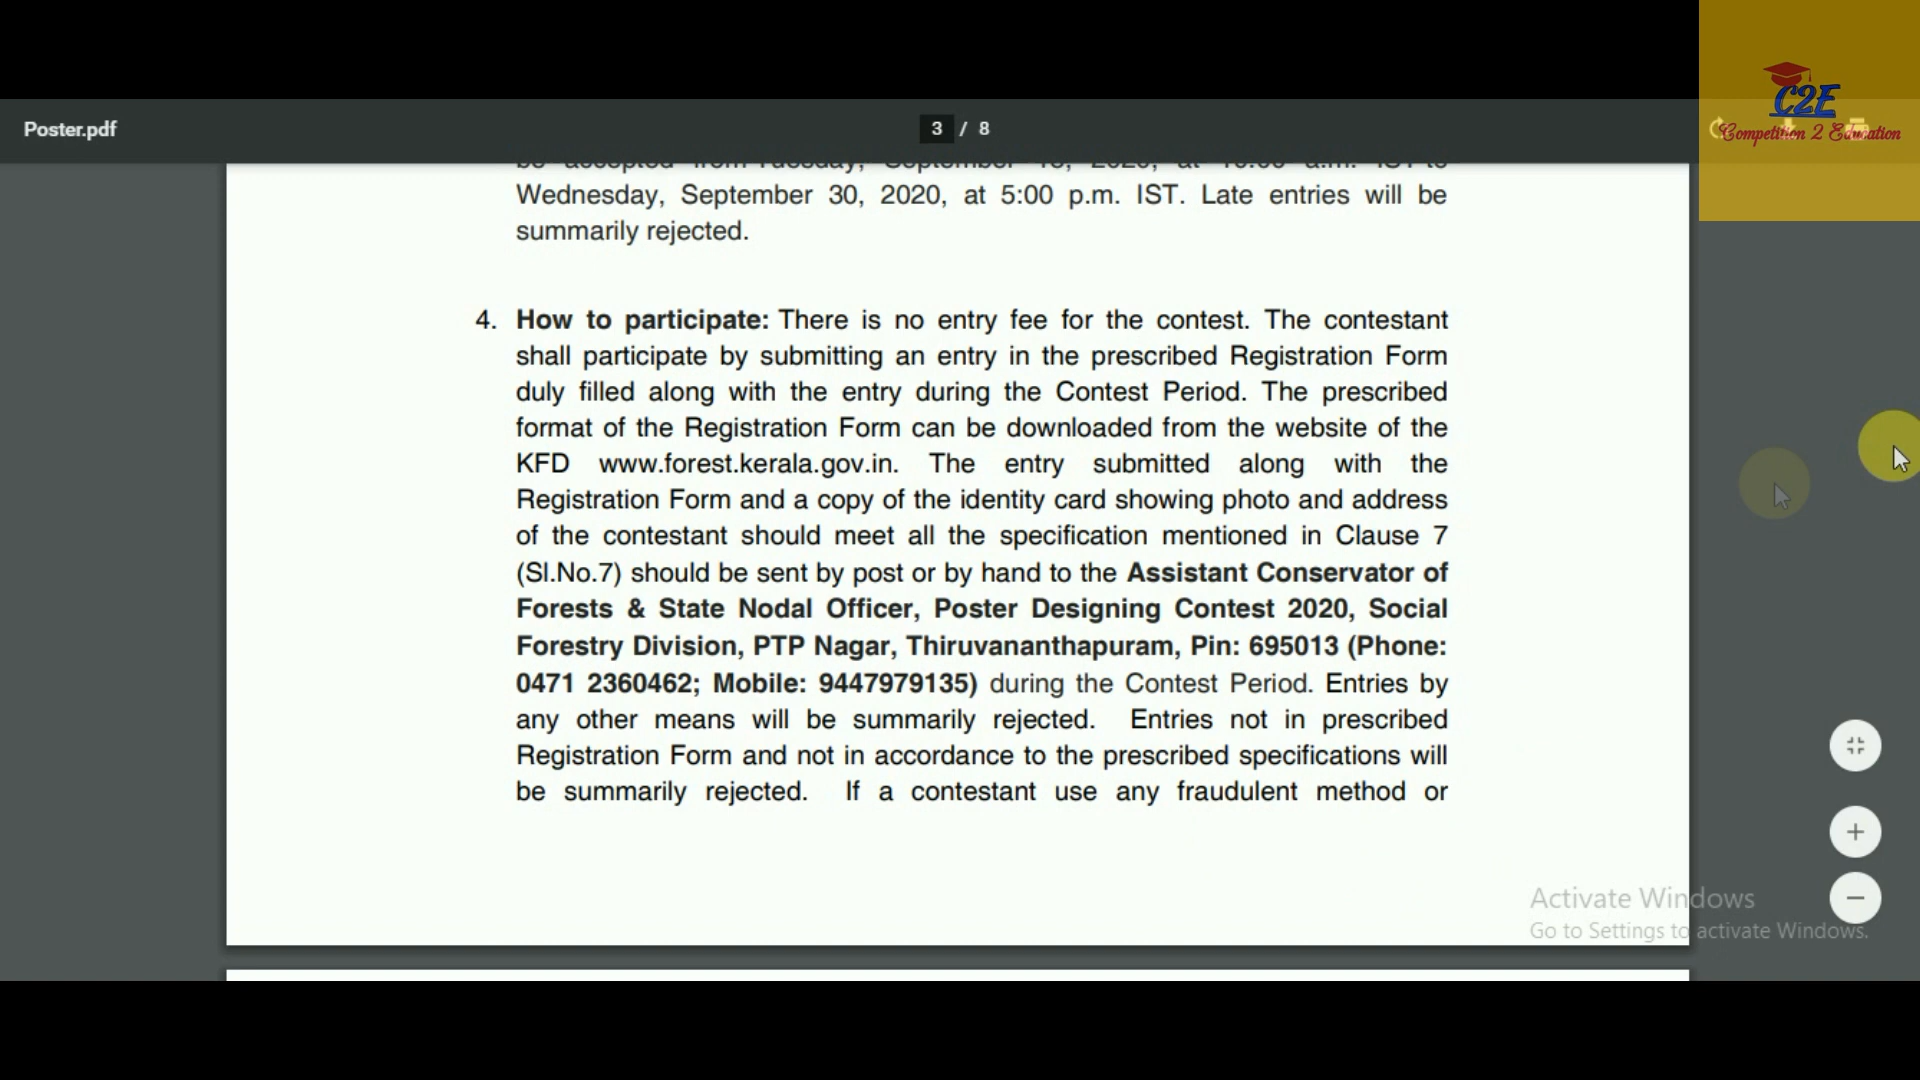 Poster.pdf
3 / 8
C2E
Competition 2 Education
be accepted from Tuesday, September 2020, at a.m. IST to
Wednesday, September 30, 2020, at 5:00 p.m. IST. Late entries will be
summarily rejected.
4. How to participate: There is no entry fee for the contest. The contestant
shall participate by submitting an entry in the prescribed Registration Form
duly filled along with the entry during the Contest Period. The prescribed
format of the Registration Form can be downloaded from the website of the
KFD www.forest.kerala.gov.in. The entry submitted along with the
Registration Form and a copy of the identity card showing photo and address
of the contestant should meet all the specification mentioned in Clause 7
(Sl.No.7) should be sent by post or by hand to the Assistant Conservator of
Forests & State Nodal Officer, Poster Designing Contest 2020, Social
Forestry Division, PTP Nagar, Thiruvananthapuram, Pin: 695013 (Phone:
0471 2360462; Mobile: 9447979135) during the Contest Period. Entries by
any other means will be summarily rejected. Entries not in prescribed
Registration Form and not in accordance to the prescribed specifications will
be summarily rejected. If a contestant use any fraudulent method or
Activate Windows
Go to Settings to activate Windows.